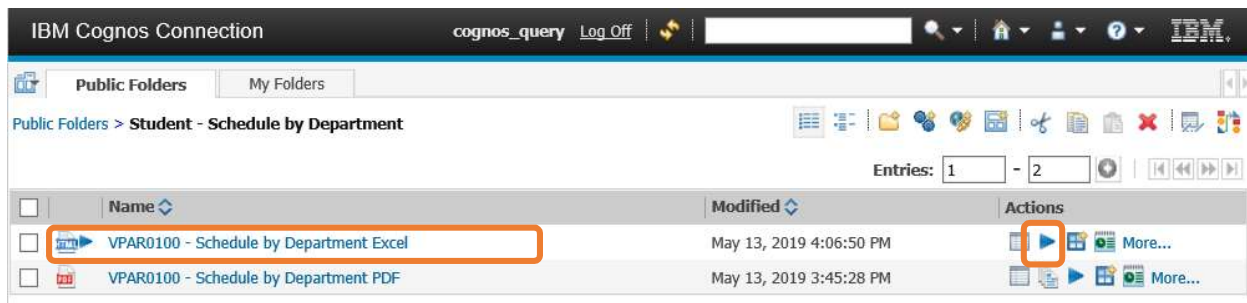 IBM Cognos Connection cognos_query Log Off IBM.
Public Folders My Folders
Public Folders > Student - Schedule by Department
Entries: 1 - 2
Name Modified Actions
VPAR0100 - Schedule by Department Excel May 13, 2019 4:06:50 PM More...
VPAR0100 - Schedule by Department PDF May 13, 2019 3:45:28 PM More...